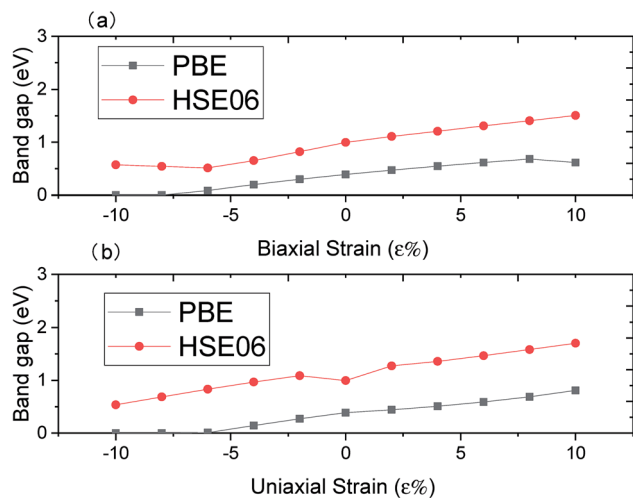 (a)
3
2
1
0
Band gap (eV)
PBE
HSE06
-10 -5 0 5 10
Biaxial Strain (ε%)
(b)
3
2
1
0
Band gap (eV)
PBE
HSE06
-10 -5 0 5 10
Uniaxial Strain (ε%)